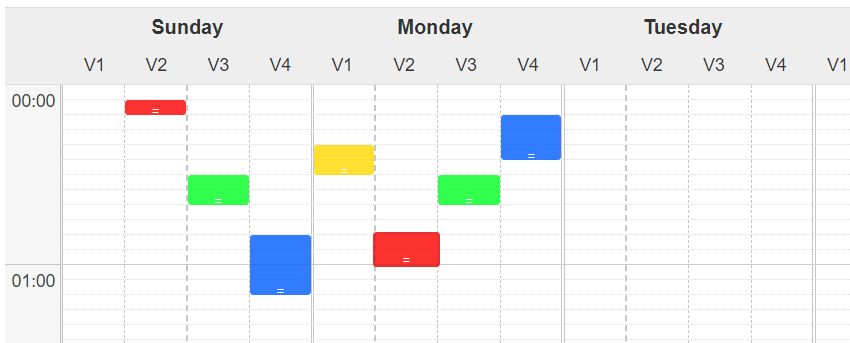 Sunday Monday Tuesday
V1 V2 V3 V4 V1 V2 V3 V4 V1 V2 V3 V4 V1
00:00
01:00